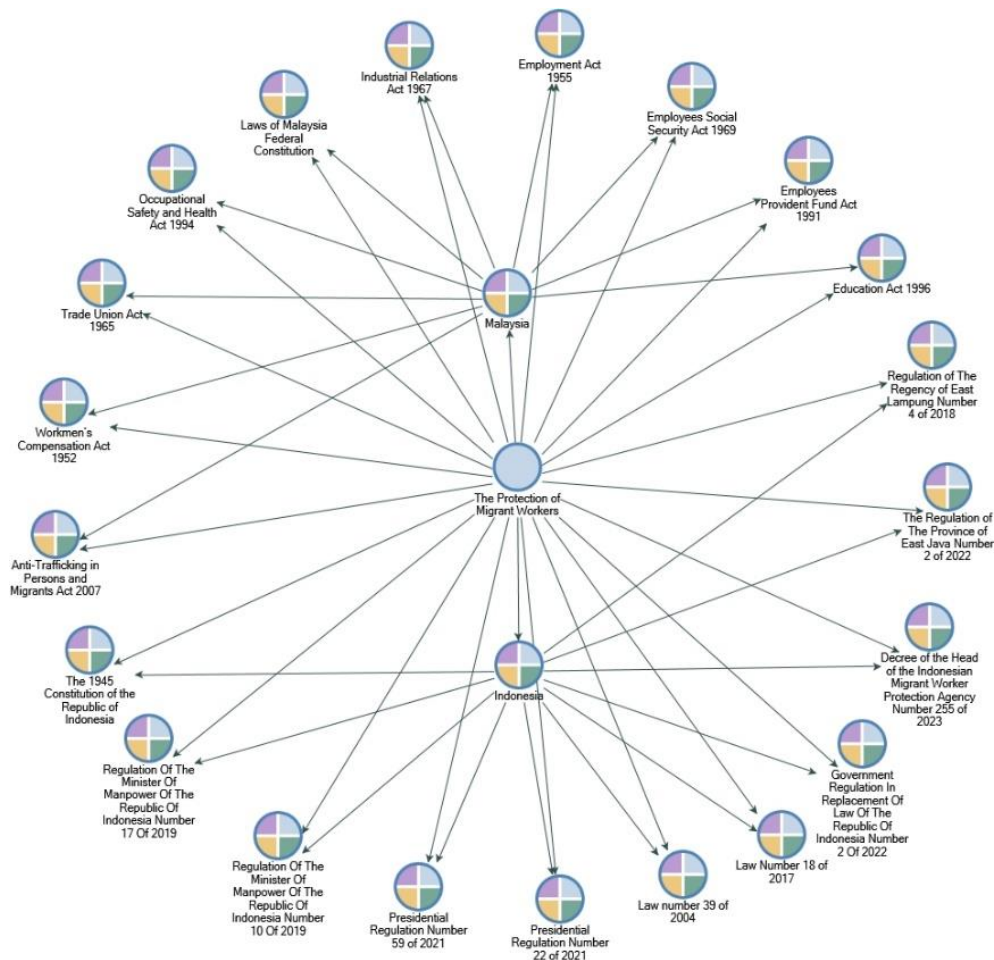 Employment Act
1955
Industrial Relations
Act 1967
Employees Social
Security Act 1969
Laws of Malaysia
Federal
Constitution
Employees
Provident Fund Act
1991
Occupational
Safety and Health
Act 1994
Education Act 1996
Trade Union Act
1965
Malaysia
Regulation of The
Regency of East
Lampung Number
4 of 2018
Workmen's
Compensation Act
1952
The Protection of
Migrant Workers
The Regulation of
The Province of
East Java Number
2 of 2022
Anti-Trafficking in
Persons and
Migrants Act 2007
Decree of the Head
of the Indonesian
Migrant Worker
Protection Agency
Number 255 of
2023
The 1945
Constitution of the
Republic of
Indonesia
Indonesia
Regulation Of The
Minister Of
Manpower Of The
Republic Of
Indonesia Number
17 Of 2019
Government
Regulation In
Replacement Of
Law Of The
Republic Of
Indonesia Number
2 Of 2022
Regulation Of The
Minister Of
Manpower Of The
Republic Of
Indonesia Number
10 Of 2019
Presidential
Regulation Number
59 of 2021
Presidential
Regulation Number
22 of 2021
Law number 39 of
2004
Law Number 18 of
2017